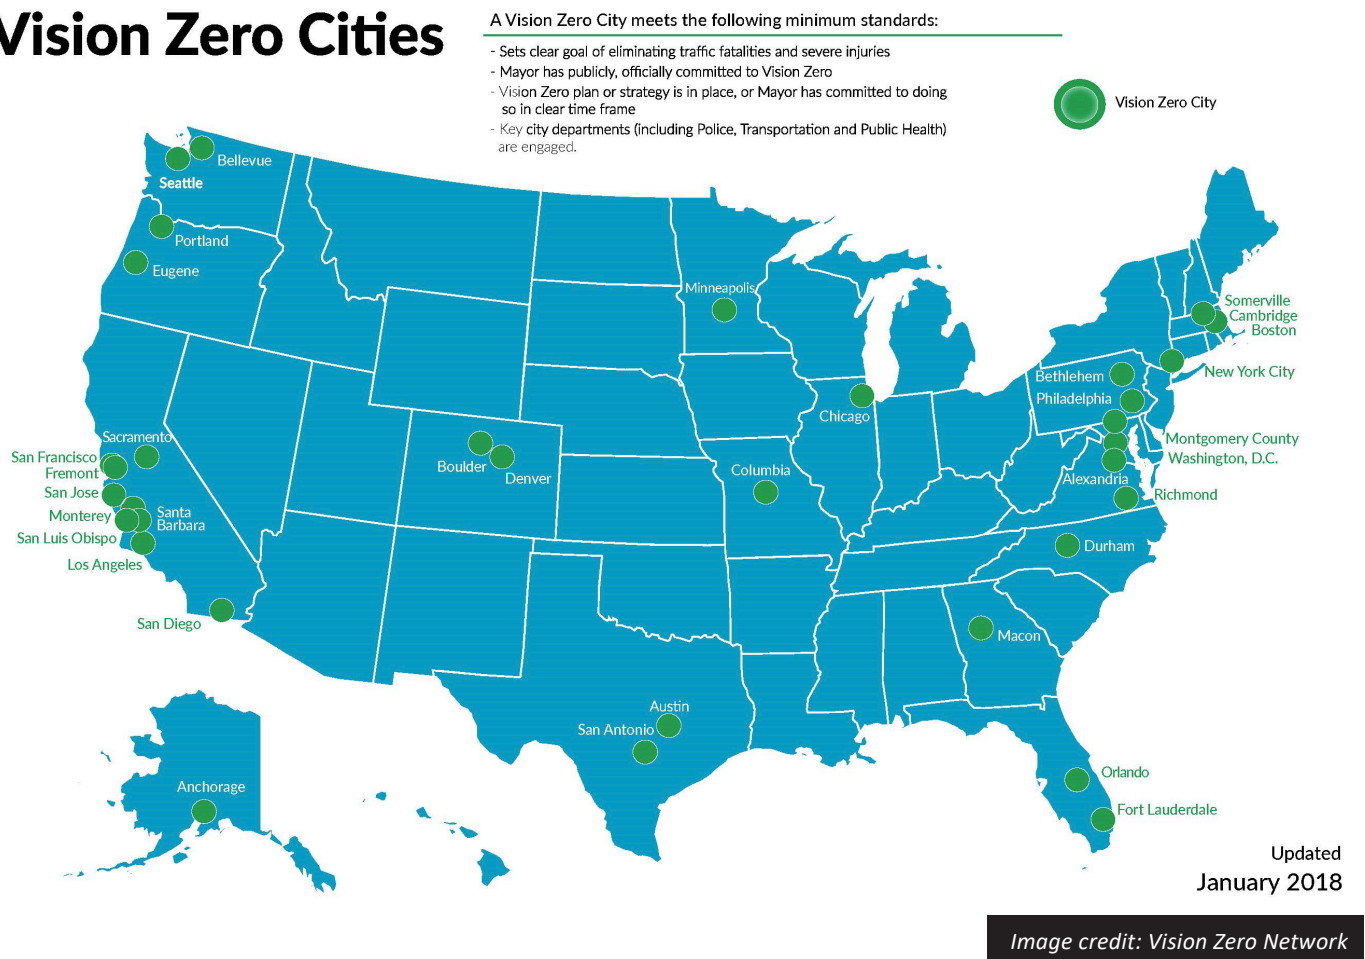 Vision Zero Cities
A Vision Zero City meets the following minimum standards:
- Sets clear goal of eliminating traffic fatalities and severe injuries
- Mayor has publicly, officially committed to Vision Zero
- Vision Zero plan or strategy is in place, or Mayor has committed to doing
so in clear time frame
- Key city departments (including Police, Transportation and Public Health)
are engaged.
Vision Zero City
Bellevue
Seattle
Portland
Eugene
Minneapolis
Somerville
Cambridge
Boston
New York City
Bethlehem
Philadelphia
Chicago
Sacramento
San Francisco
Fremont
San Jose
Monterey
Santa
Barbara
San Luis Obispo
Los Angeles
San Diego
Boulder
Denver
Columbia
Montgomery County
Washington, D.C.
Alexandria
Richmond
Durham
Macon
Austin
San Antonio
Orlando
Fort Lauderdale
Anchorage
Updated
January 2018
Image credit: Vision Zero Network